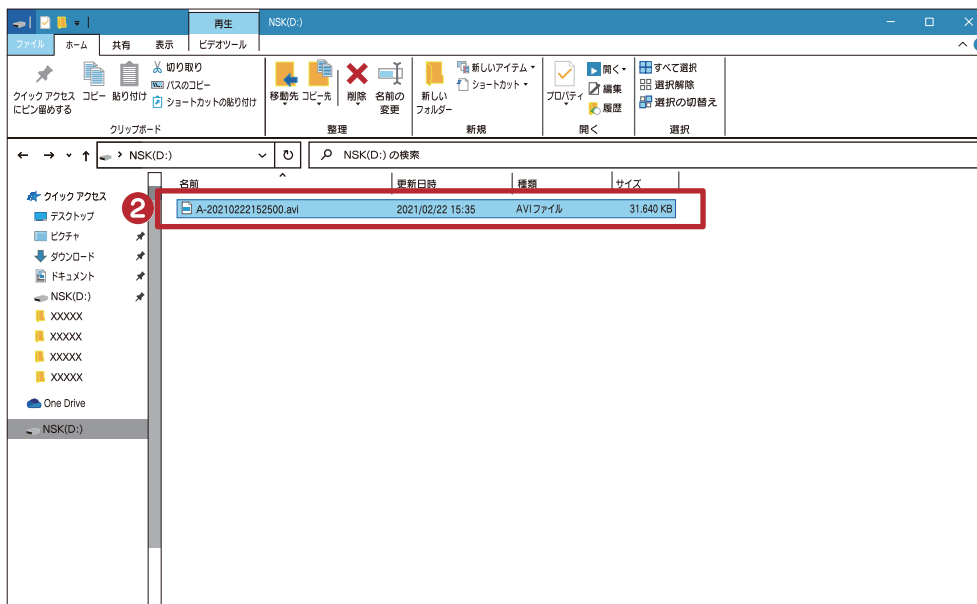 再生 NSK(D:)
ファイル ホーム 共有 表示 ビデオツール
クイック アクセス
にピン留めする
コピー
貼り付け
切り取り
パスのコピー
ショートカットの貼り付け
クリップボード
移動先
コピー先
削除
名前の
変更
整理
新しい
フォルダー
新しいアイテム
ショートカット
新規
プロパティ
開く
編集
履歴
開く
すべて選択
選択解除
選択の切替え
選択
NSK(D:)
NSK(D:) の検索
名前 更新日時 種類 サイズ
2
A-20210222152500.avi 2021/02/22 15:35 AVIファイル 31.640 KB
クイック アクセス
デスクトップ
ピクチャ
ダウンロード
ドキュメント
NSK(D:)
XXXXX
XXXXX
XXXXX
XXXXX
One Drive
NSK(D:)